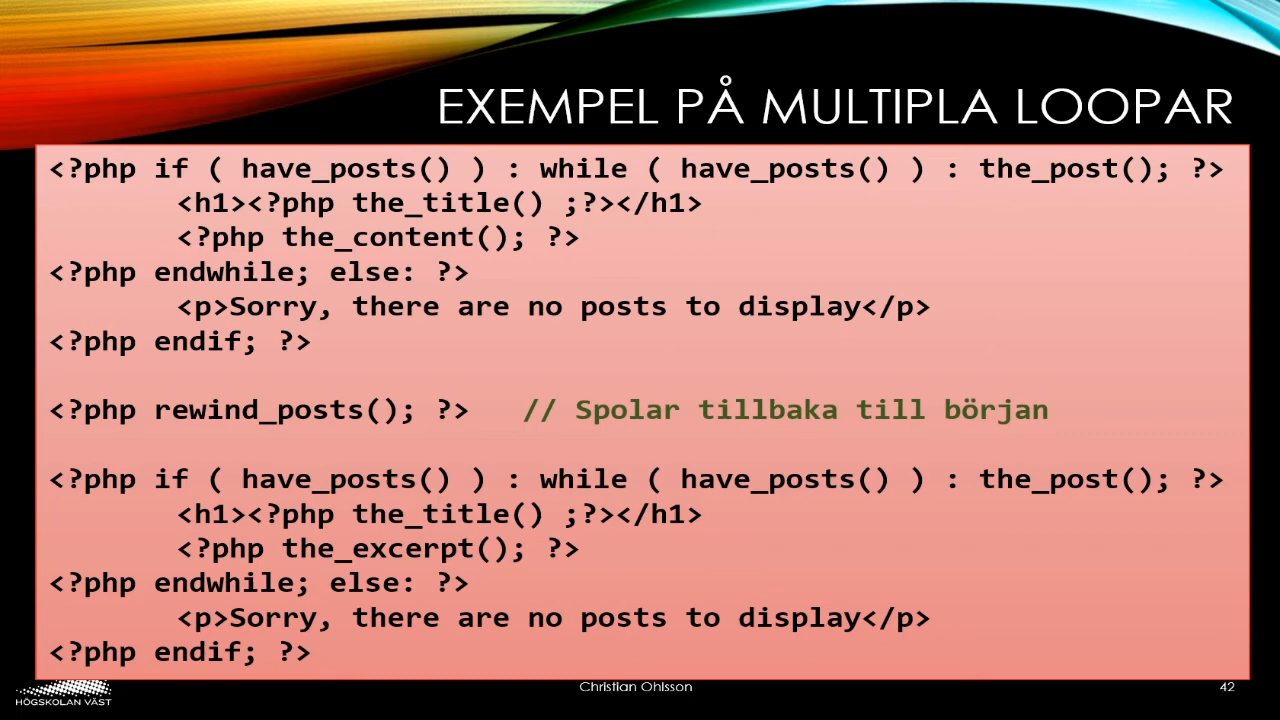 EXEMPEL PÅ MULTIPLA LOOPAR
<?php if ( have_posts() ) : while ( have_posts() ) : the_post(); ?>
<h1><?php the_title() ;?></h1>
<?php the_content(); ?>
<?php endwhile; else: ?>
<p>Sorry, there are no posts to display</p>
<?php endif; ?>
<?php rewind_posts(); ?> // Spolar tillbaka till början
<?php if ( have_posts() ) : while ( have_posts() ) : the_post(); ?>
<h1><?php the_title() ;?></h1>
<?php the_excerpt(); ?>
<?php endwhile; else: ?>
<p>Sorry, there are no posts to display</p>
<?php endif; ?>
HÖGSKOLAN VÄST
Christian Ohlsson
42